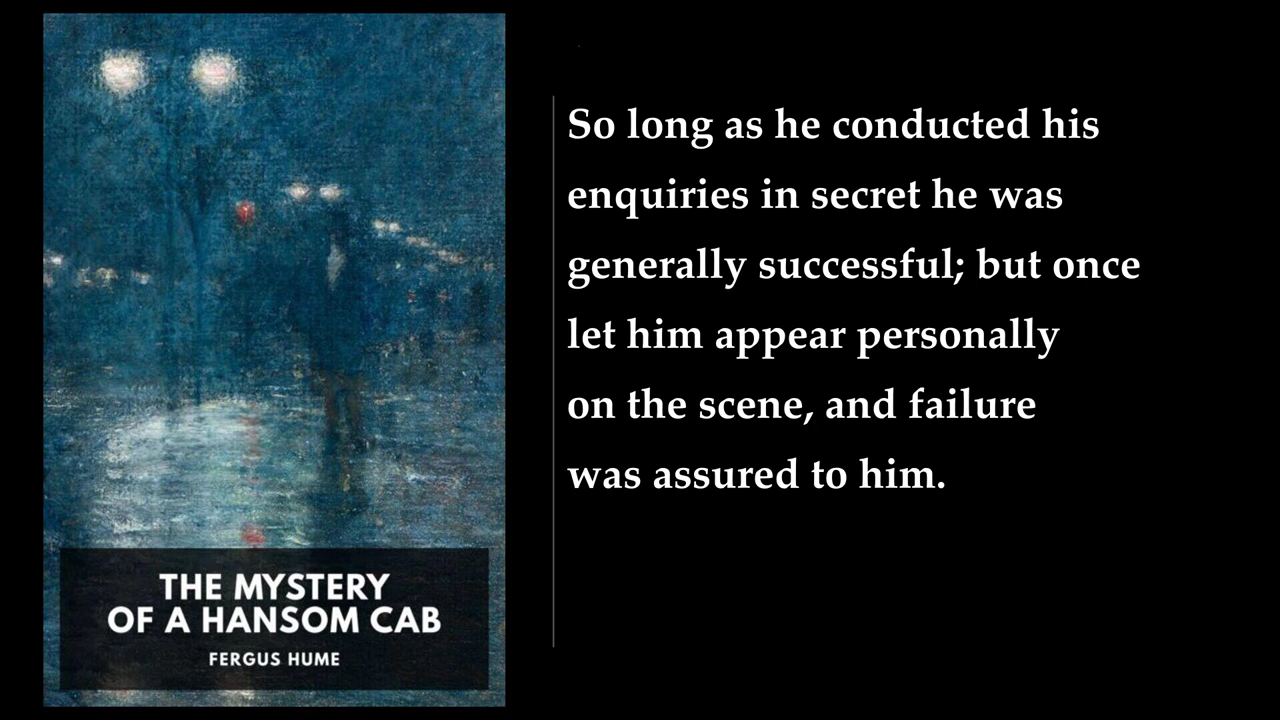 So long as he conducted his
enquiries in secret he was
generally successful; but once
let him appear personally
on the scene, and failure
was assured to him.
THE MYSTERY
OF A HANSOM CAB
FERGUS HUME